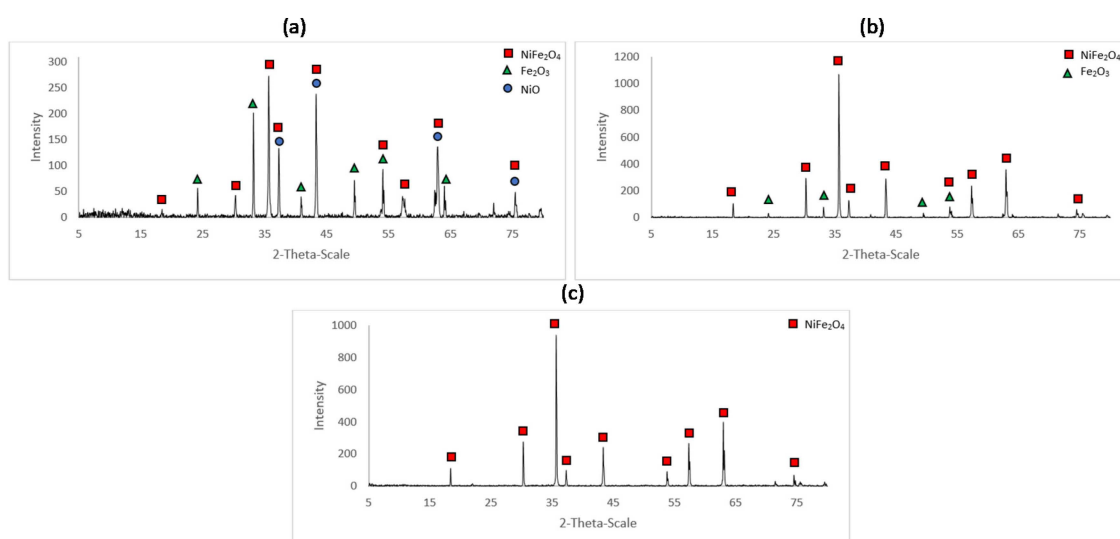 (a)
300
250
200
150
100
50
0
Intensity
5 15 25 35 45 55 65 75
2-Theta-Scale
NiFe₂O₄
Fe₂O₃
NiO
(b)
1200
1000
800
600
400
200
0
Intensity
5 15 25 35 45 55 65 75
2-Theta-Scale
NiFe₂O₄
Fe₂O₃
(c)
1000
800
600
400
200
0
Intensity
5 15 25 35 45 55 65 75
2-Theta-Scale
NiFe₂O₄